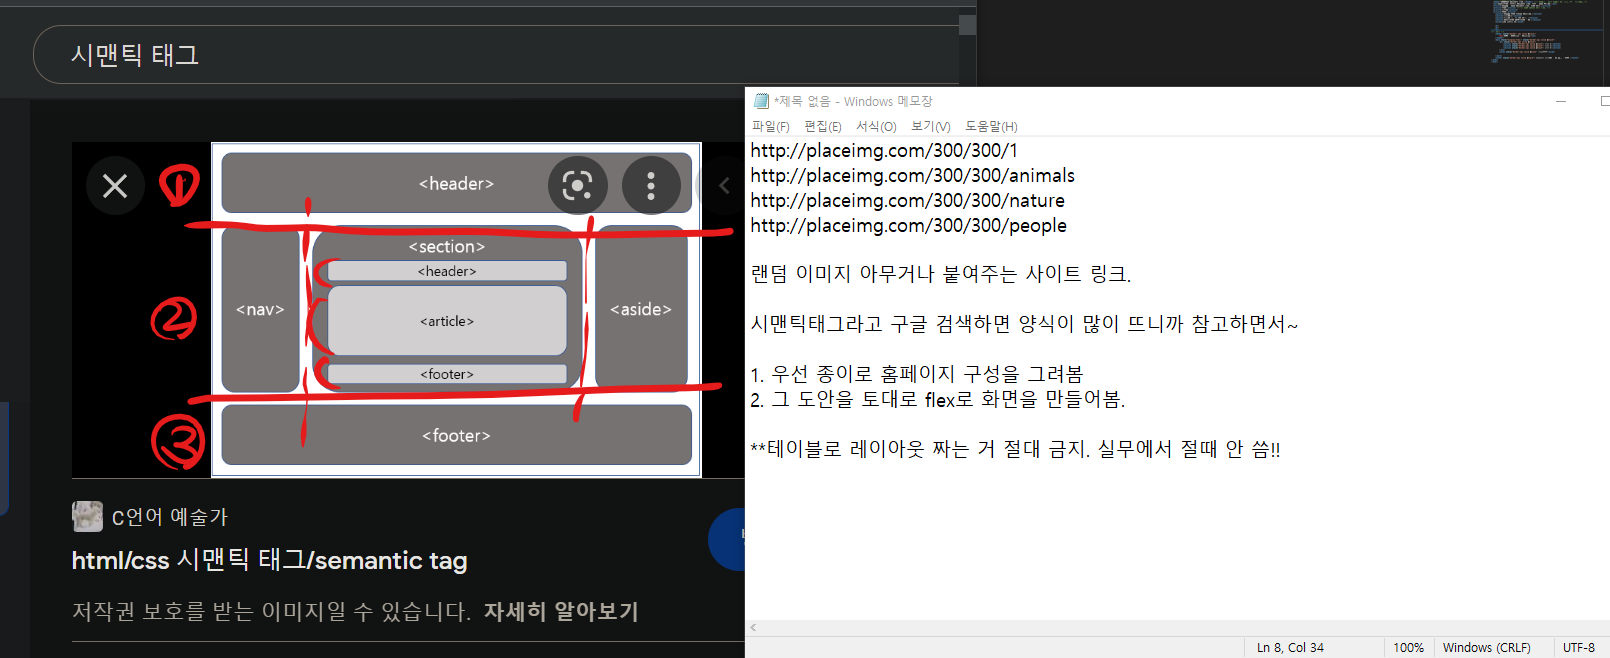 시맨틱 태그
①
<header>
②
<nav>
<section>
<header>
<article>
<footer>
<aside>
③
<footer>
C언어 예술가
html/css 시맨틱 태그/semantic tag
저작권 보호를 받는 이미지일 수 있습니다. 자세히 알아보기
*제목 없음 - Windows 메모장
파일(F) 편집(E) 서식(O) 보기(V) 도움말(H)
http://placeimg.com/300/300/1
http://placeimg.com/300/300/animals
http://placeimg.com/300/300/nature
http://placeimg.com/300/300/people
랜덤 이미지 아무거나 붙여주는 사이트 링크.
시맨틱태그라고 구글 검색하면 양식이 많이 뜨니까 참고하면서~
1. 우선 종이로 홈페이지 구성을 그려봄
2. 그 도안을 토대로 flex로 화면을 만들어봄.
**테이블로 레이아웃 짜는 거 절대 금지. 실무에서 절때 안 씀!!
Ln 8, Col 34 100% Windows (CRLF) UTF-8